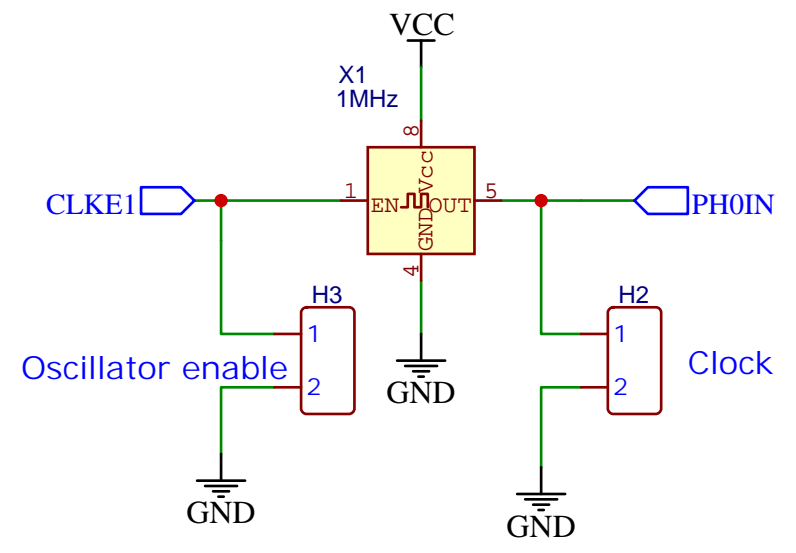 VCC
X1
1MHz
8
Vcc
CLKE1
1
EN
OUT
5
PH0IN
GND
4
H3
1
2
Oscillator enable
GND
H2
1
2
Clock
GND
GND